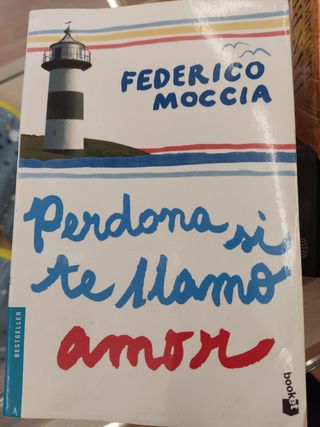 FEDERICO
MOCCIA
Perdona si
te llamo
amor
BESTSELLER
booket